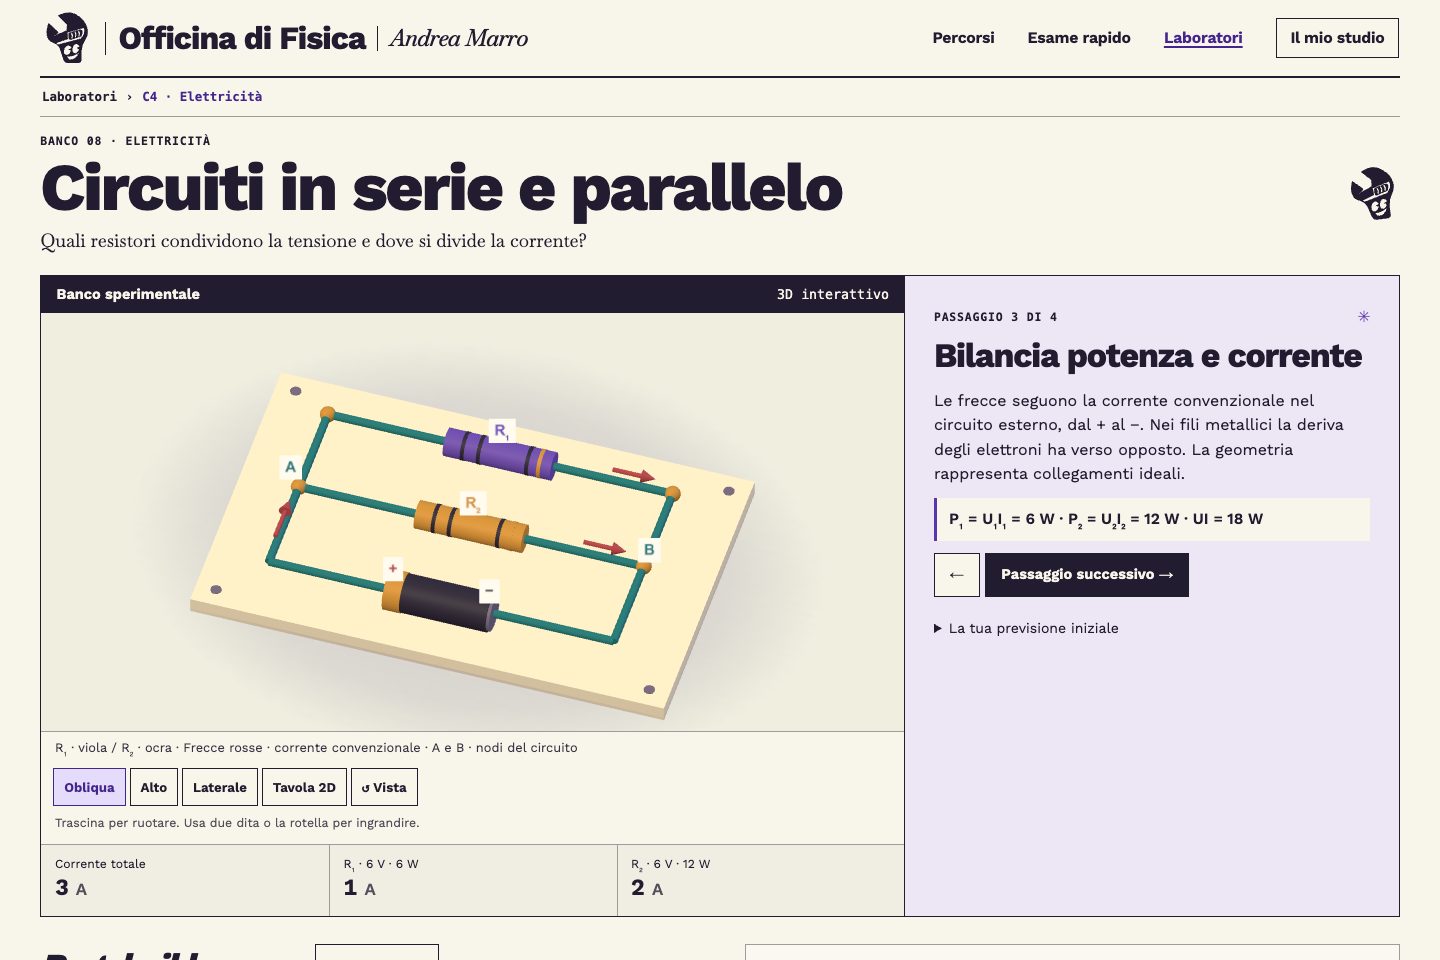 Officina di Fisica
Andrea Marro
Percorsi
Esame rapido
Laboratori
Il mio studio
Laboratori › C4 · Elettricità
BANCO 08 · ELETTRICITÀ
Circuiti in serie e parallelo
Quali resistori condividono la tensione e dove si divide la corrente?
Banco sperimentale
3D interattivo
R₁
A
R₂
B
+
−
R₁ · viola / R₂ · ocra · Frecce rosse · corrente convenzionale · A e B · nodi del circuito
Obliqua
Alto
Laterale
Tavola 2D
↺ Vista
Trascina per ruotare. Usa due dita o la rotella per ingrandire.
Corrente totale
3 A
R₁ · 6 V · 6 W
1 A
R₂ · 6 V · 12 W
2 A
PASSAGGIO 3 DI 4
Bilancia potenza e corrente
Le frecce seguono la corrente convenzionale nel
circuito esterno, dal + al −. Nei fili metallici la deriva
degli elettroni ha verso opposto. La geometria
rappresenta collegamenti ideali.
P₁ = U₁I₁ = 6 W · P₂ = U₂I₂ = 12 W · UI = 18 W
←
Passaggio successivo →
▶ La tua previsione iniziale